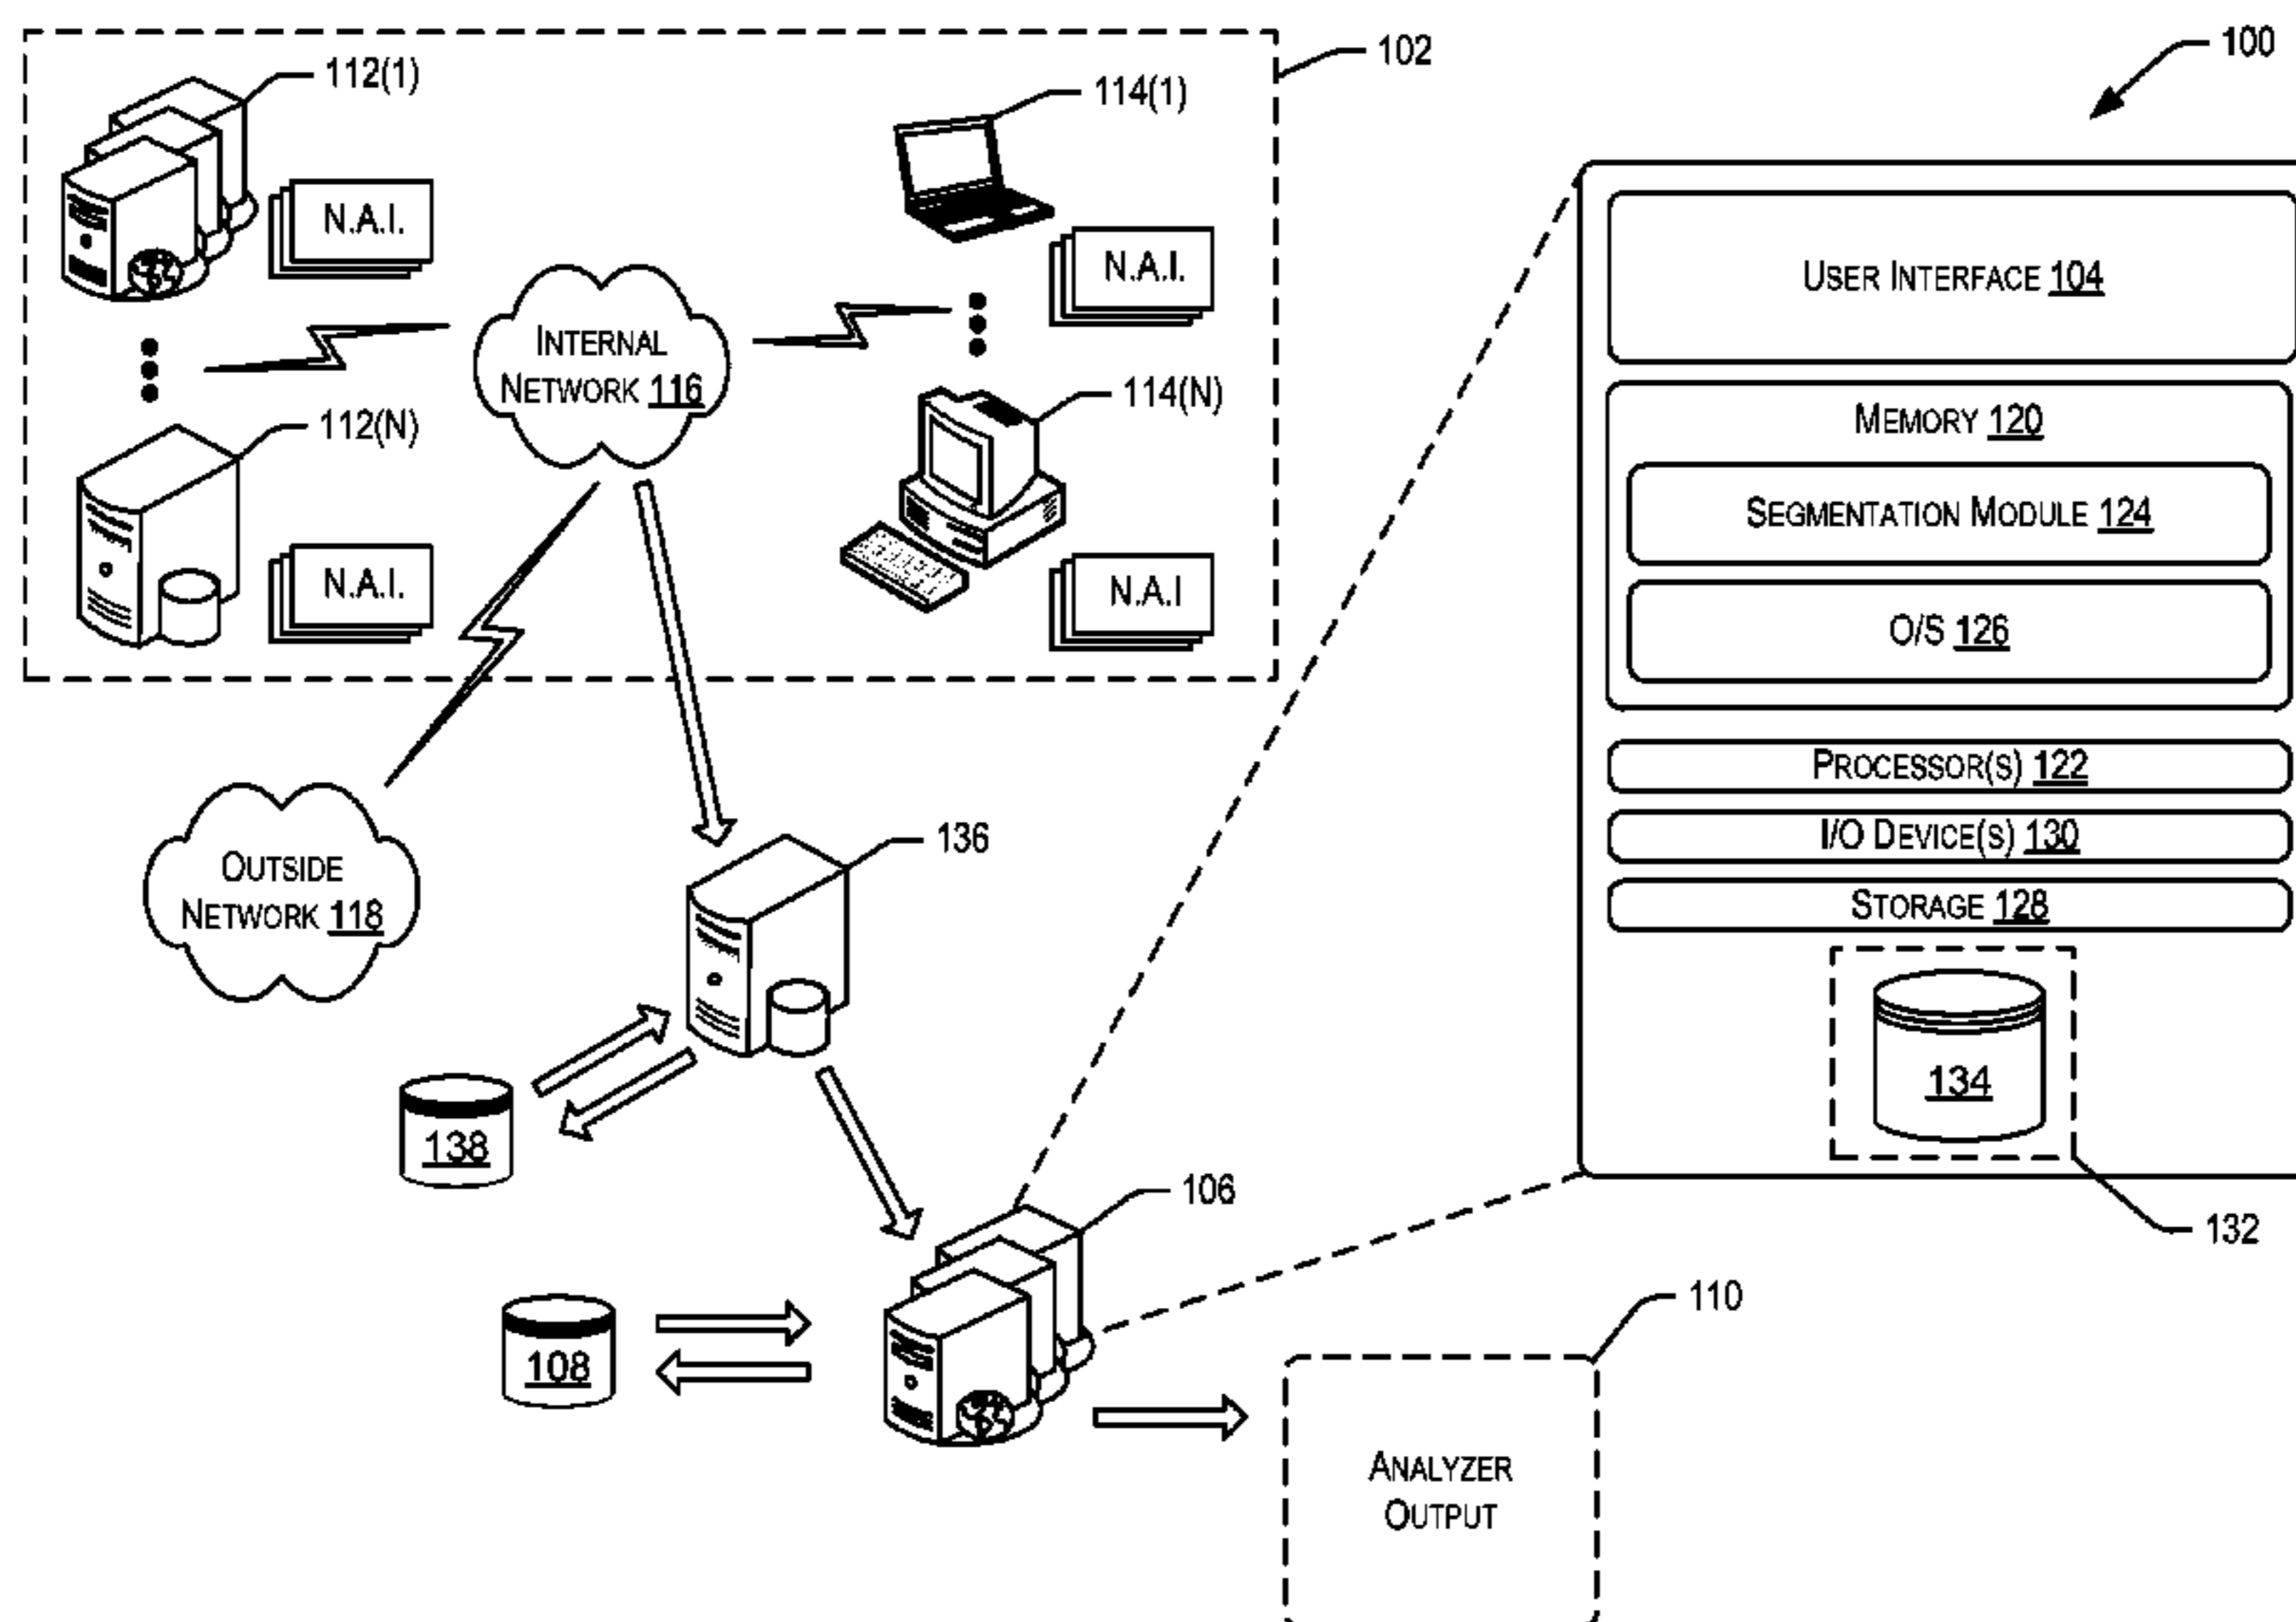 100
102
112(1)
N.A.I.
114(1)
N.A.I.
INTERNAL
NETWORK 116
112(N)
N.A.I.
114(N)
N.A.I
OUTSIDE
NETWORK 118
136
138
106
108
110
ANALYZER
OUTPUT
USER INTERFACE 104
MEMORY 120
SEGMENTATION MODULE 124
O/S 126
PROCESSOR(S) 122
I/O DEVICE(S) 130
STORAGE 128
134
132